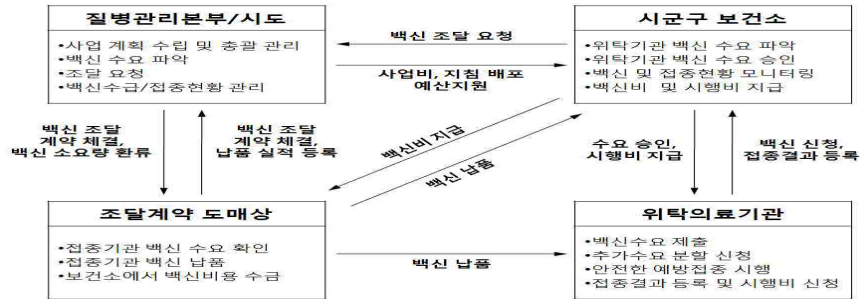 질병관리본부/시도
•사업 계획 수립 및 총괄 관리
•백신 수요 파악
•조달 요청
•백신수급/접종현황 관리
백신 조달 요청
사업비, 지침 배포
예산지원
시군구 보건소
•위탁기관 백신 수요 파악
•위탁기관 백신 수요 승인
•백신 및 접종현황 모니터링
•백신비 및 시행비 지급
백신 조달
계약 체결,
백신 소요량 환류
백신 조달
계약 체결,
납품 실적 등록
백신비 지급
백신 납품
수요 승인,
시행비 지급
백신 신청,
접종결과 등록
조달계약 도매상
•접종기관 백신 수요 확인
•접종기관 백신 납품
•보건소에서 백신비용 수금
백신 납품
위탁의료기관
•백신수요 제출
•추가수요 분할 신청
•안전한 예방접종 시행
•접종결과 등록 및 시행비 신청